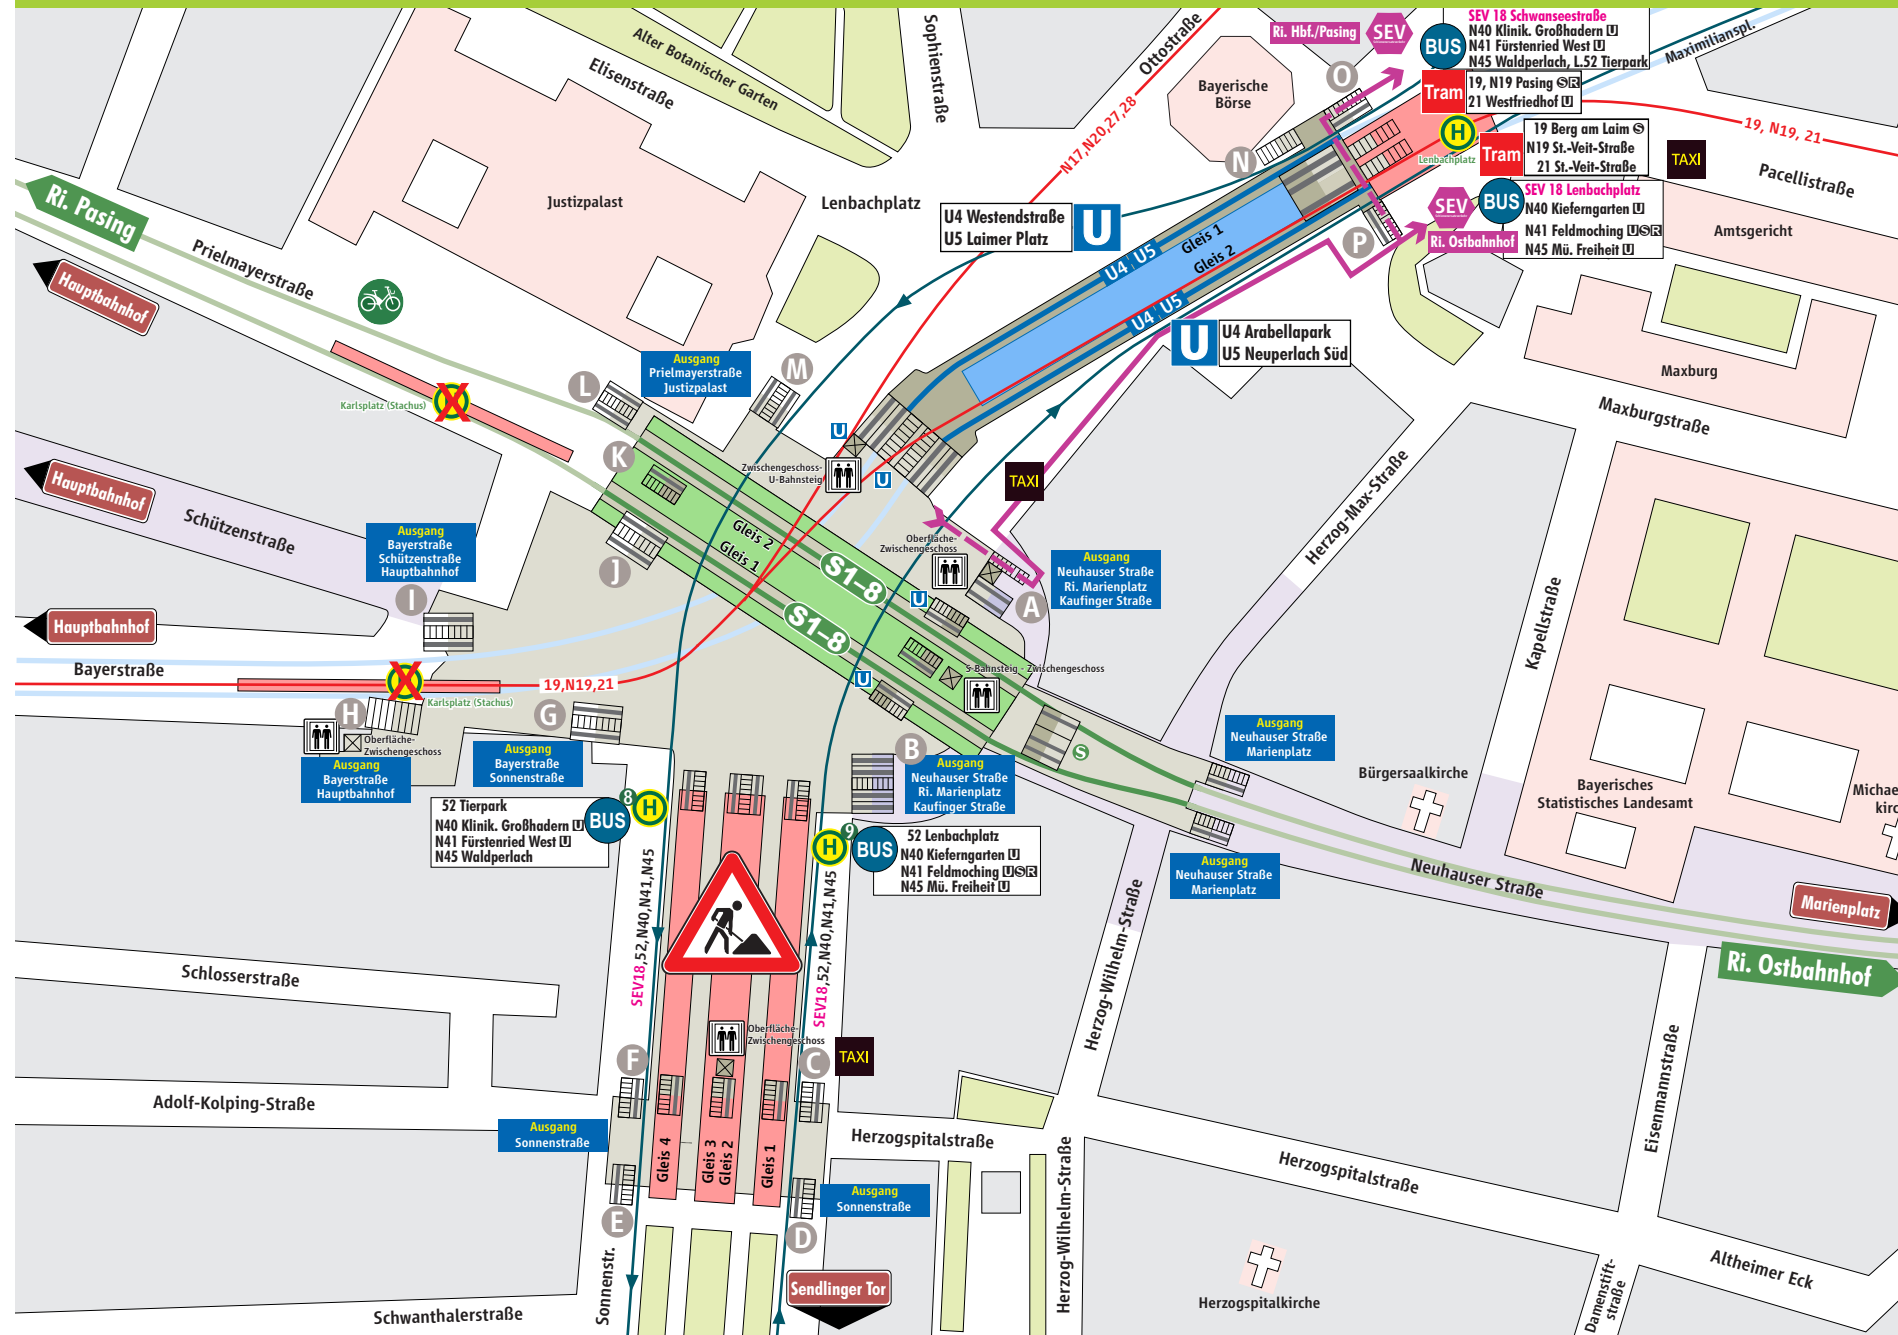 Ri. Hbf./Pasing
SEV
BUS
SEV 18 Schwanseestraße
N40 Klinik. Großhadern U
N41 Fürstenried West U
N45 Waldperlach, L.52 Tierpark
Tram
19, N19 Pasing S R
21 Westfriedhof U
H
Lenbachplatz
Tram
19 Berg am Laim S
N19 St.-Veit-Straße
21 St.-Veit-Straße
TAXI
SEV
Ri. Ostbahnhof
BUS
SEV 18 Lenbachplatz
N40 Kieferngarten U
N41 Feldmoching U S R
N45 Mü. Freiheit U
Maximilianspl.
19, N19, 21
Pacellistraße
Amtsgericht
Maxburg
Maxburgstraße
Ottostraße
Sophienstraße
Alter Botanischer Garten
Elisenstraße
Bayerische
Börse
O
N
P
N17,N20,27,28
Justizpalast
Lenbachplatz
U4 Westendstraße
U5 Laimer Platz
U
U4 U5
Gleis 1
Gleis 2
U4 U5
U
U4 Arabellapark
U5 Neuperlach Süd
Ri. Pasing
Prielmayerstraße
Hauptbahnhof
Karlsplatz (Stachus)
Ausgang
Prielmayerstraße
Justizpalast
L
M
K
U
Zwischengeschoss-
U-Bahnsteig
U
TAXI
Hauptbahnhof
Schützenstraße
Ausgang
Bayerstraße
Schützenstraße
Hauptbahnhof
I
J
Gleis 2
Gleis 1
S1–8
S1–8
Oberfläche-
Zwischengeschoss
A
Ausgang
Neuhauser Straße
Ri. Marienplatz
Kaufinger Straße
U
U
S-Bahnsteig - Zwischengeschoss
Herzog-Max-Straße
Kapellstraße
Hauptbahnhof
Bayerstraße
19,N19,21
Karlsplatz (Stachus)
H
G
Oberfläche-
Zwischengeschoss
Ausgang
Bayerstraße
Hauptbahnhof
Ausgang
Bayerstraße
Sonnenstraße
B
S
Ausgang
Neuhauser Straße
Ri. Marienplatz
Kaufinger Straße
Ausgang
Neuhauser Straße
Marienplatz
Bürgersaalkirche
Bayerisches
Statistisches Landesamt
Michae
kirc
52 Tierpark
N40 Klinik. Großhadern U
N41 Fürstenried West U
N45 Waldperlach
BUS
8
H
H
9
BUS
52 Lenbachplatz
N40 Kieferngarten U
N41 Feldmoching U S R
N45 Mü. Freiheit U
Ausgang
Neuhauser Straße
Marienplatz
Neuhauser Straße
Marienplatz
Ri. Ostbahnhof
SEV18,52,N40,N41,N45
SEV18,52,N40,N41,N45
Herzog-Wilhelm-Straße
Schlosserstraße
Oberfläche-
Zwischengeschoss
F
C
TAXI
Adolf-Kolping-Straße
Ausgang
Sonnenstraße
Gleis 4
Gleis 3
Gleis 2
Gleis 1
Herzogspitalstraße
Herzogspitalstraße
Eisenmannstraße
Ausgang
Sonnenstraße
E
D
Sonnenstr.
Herzog-Wilhelm-Straße
Sendlinger Tor
Schwanthalerstraße
Herzogspitalkirche
Altheimer Eck
Damenstift-
straße